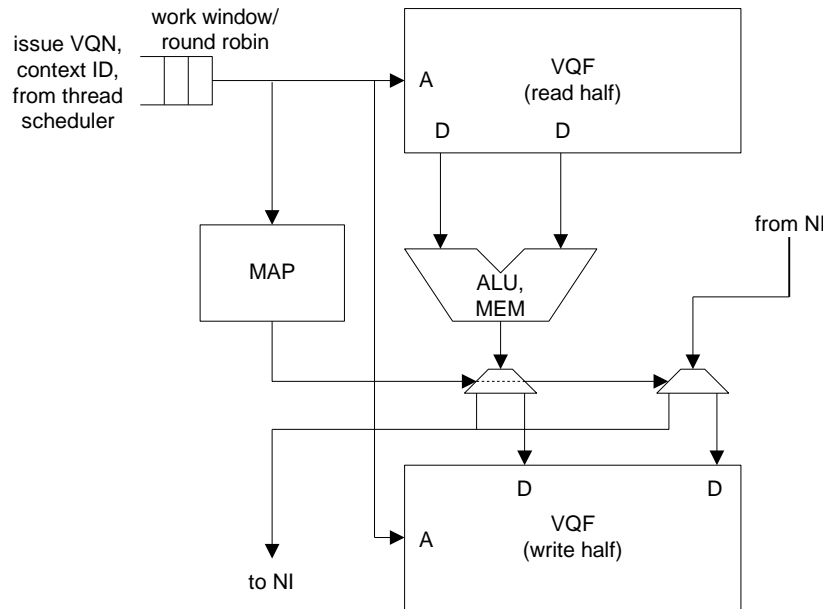 work window/
round robin
issue VQN,
context ID,
from thread
scheduler
VQF
(read half)
A
D
D
from NI
MAP
ALU,
MEM
D
D
VQF
(write half)
A
to NI